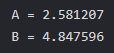 A = 2.581207
B = 4.847596